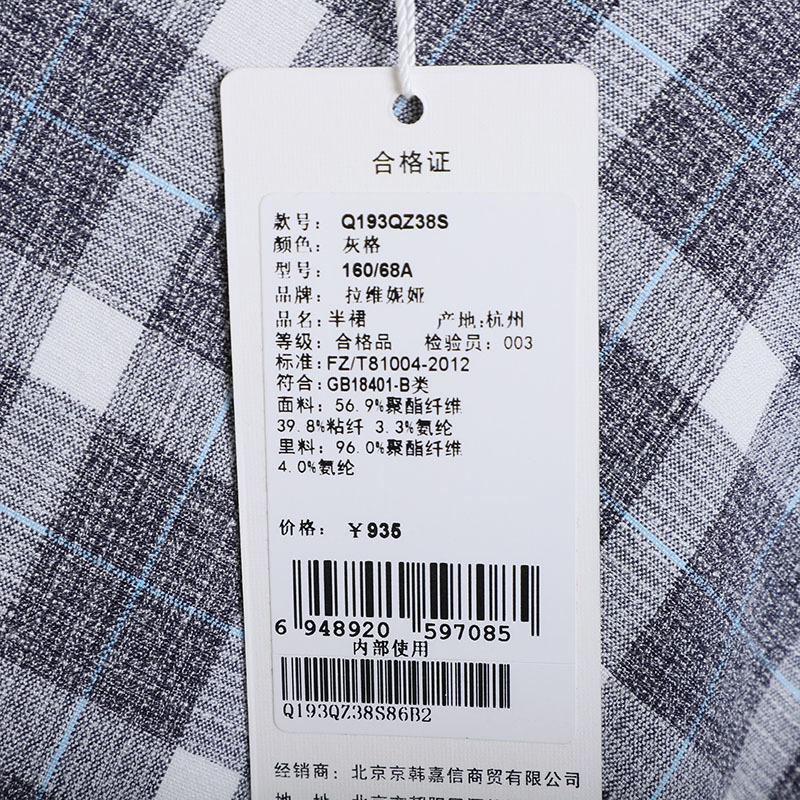 合格证
款号： Q193QZ38S
颜色： 灰格
型号： 160/68A
品牌： 拉维妮娅
品名:半裙 产地:杭州
等级：合格品 检验员：003
标准:FZ/T81004-2012
符合:GB18401-B类
面料：56.9%聚酯纤维
39.8%粘纤 3.3%氨纶
里料：96.0%聚酯纤维
4.0%氨纶
价格： ￥935
6 948920 597085
内部使用
Q193QZ38S86B2
经销商：北京京韩嘉信商贸有限公司